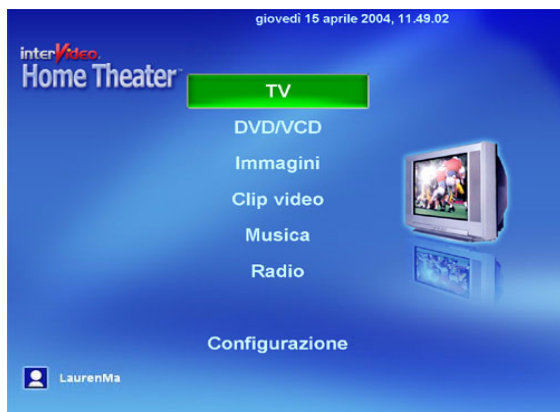 giovedì 15 aprile 2004, 11.49.02
interVideo.
Home Theater™
TV
DVD/VCD
Immagini
Clip video
Musica
Radio
Configurazione
LaurenMa